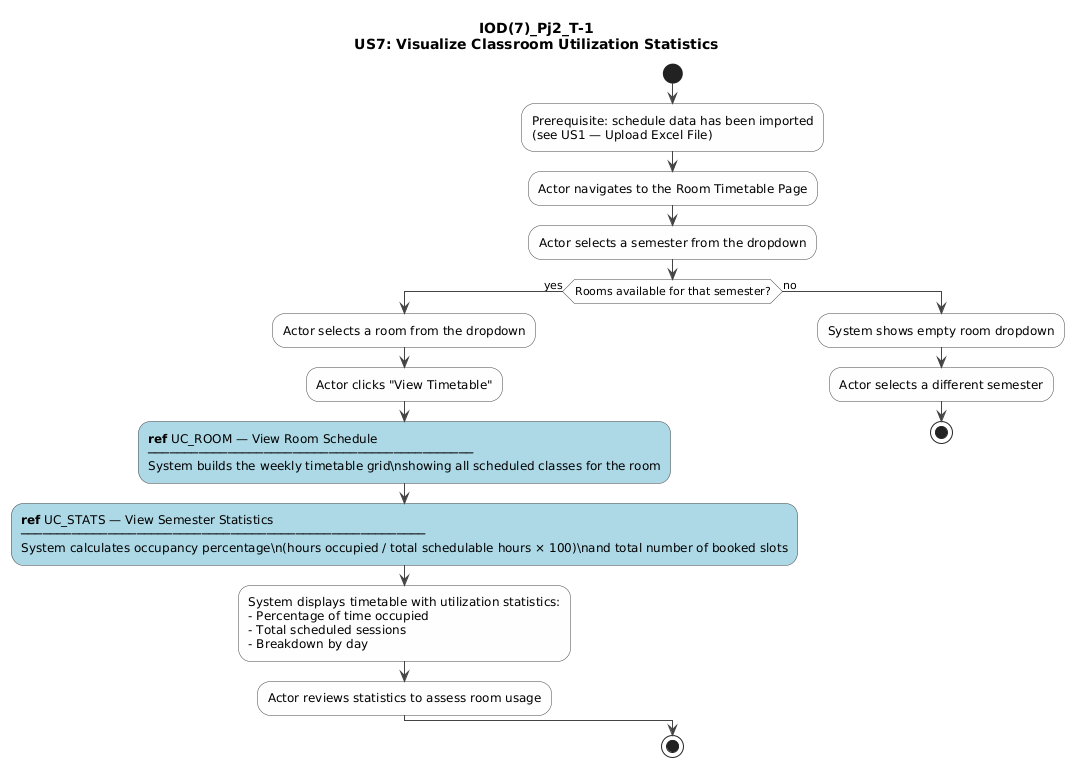 IOD(7)_Pj2_T-1
US7: Visualize Classroom Utilization Statistics
Prerequisite: schedule data has been imported
(see US1 — Upload Excel File)
Actor navigates to the Room Timetable Page
Actor selects a semester from the dropdown
yes
Rooms available for that semester?
no
Actor selects a room from the dropdown
System shows empty room dropdown
Actor clicks "View Timetable"
Actor selects a different semester
ref UC_ROOM — View Room Schedule
System builds the weekly timetable grid\nshowing all scheduled classes for the room
ref UC_STATS — View Semester Statistics
System calculates occupancy percentage\n(hours occupied / total schedulable hours × 100)\nand total number of booked slots
System displays timetable with utilization statistics:
- Percentage of time occupied
- Total scheduled sessions
- Breakdown by day
Actor reviews statistics to assess room usage